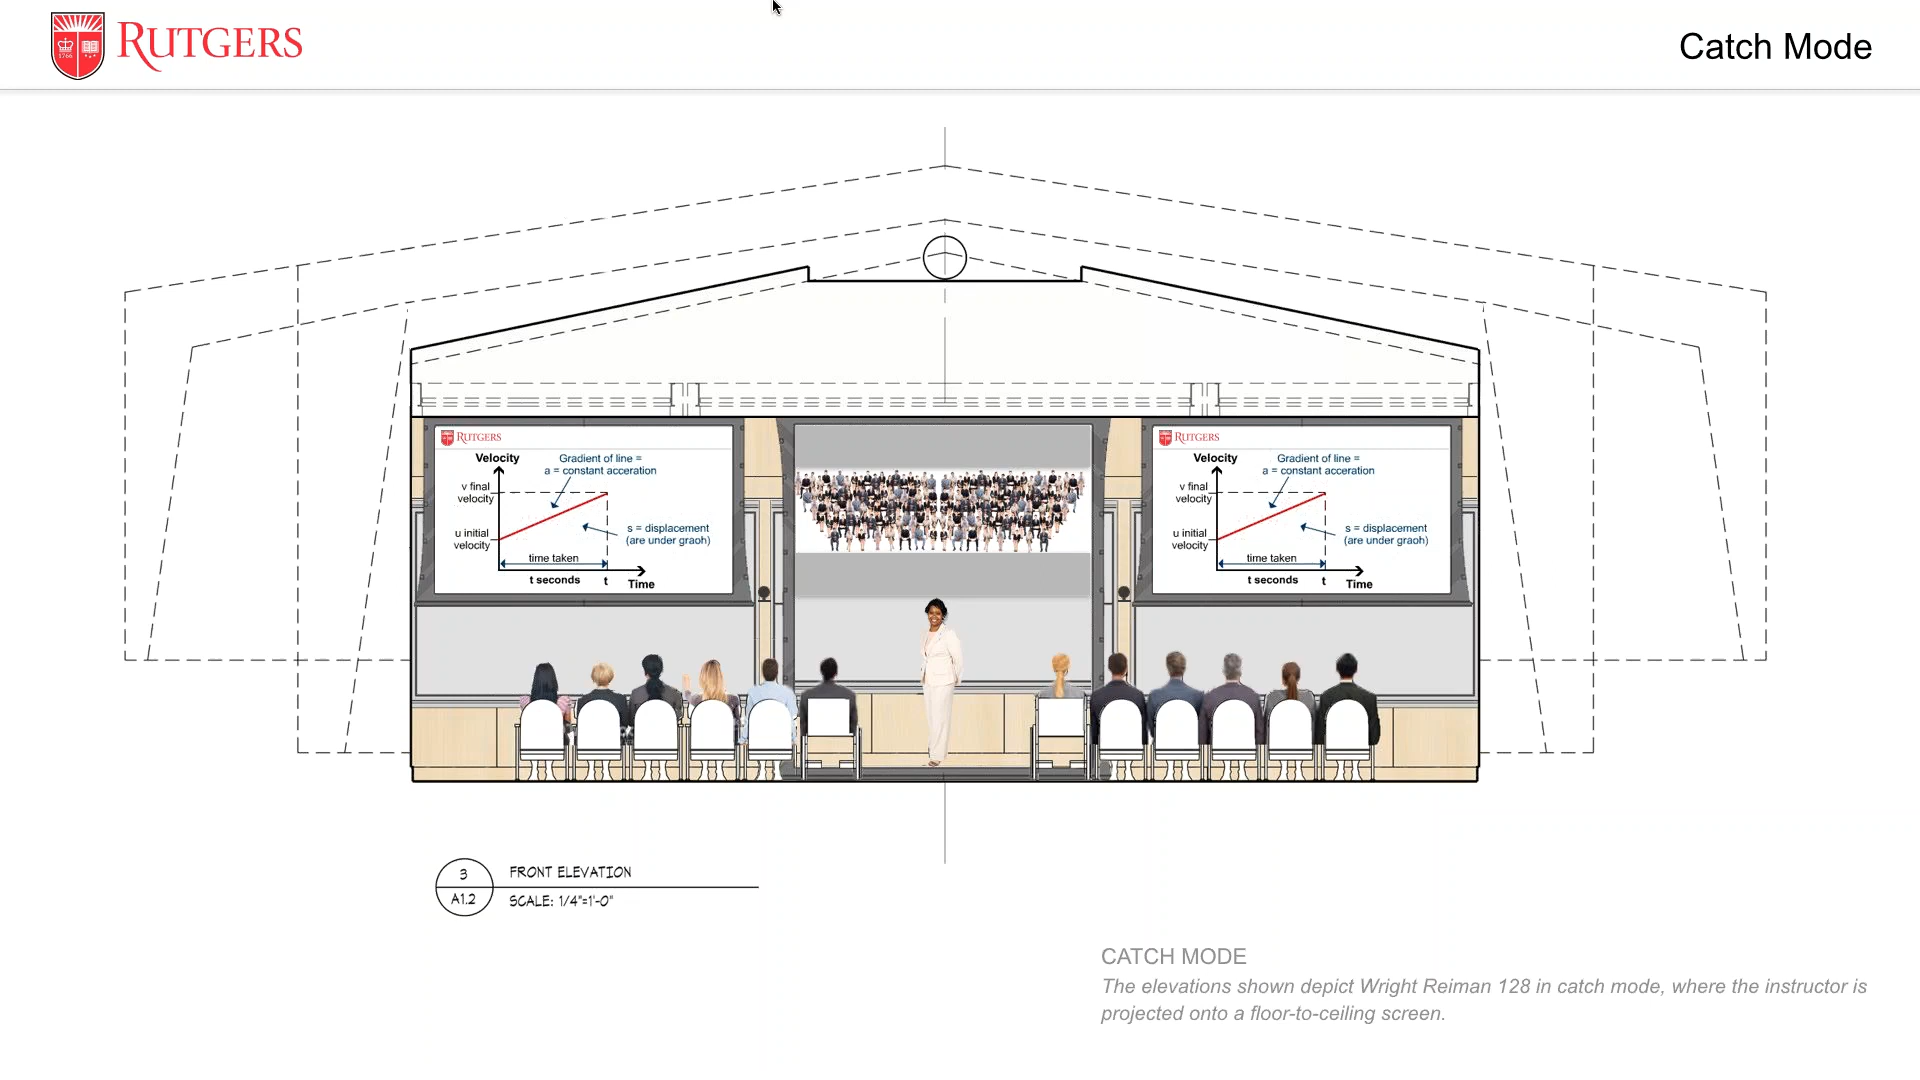 RUTGERS
1766
Catch Mode
RUTGERS
Velocity
Gradient of line =
a = constant acceration
v final
velocity
u initial
velocity
s = displacement
(are under graoh)
time taken
t seconds
t
Time
RUTGERS
Velocity
Gradient of line =
a = constant acceration
v final
velocity
u initial
velocity
s = displacement
(are under graoh)
time taken
t seconds
t
Time
3
A1.2
FRONT ELEVATION
SCALE: 1/4"=1'-0"
CATCH MODE
The elevations shown depict Wright Reiman 128 in catch mode, where the instructor is
projected onto a floor-to-ceiling screen.